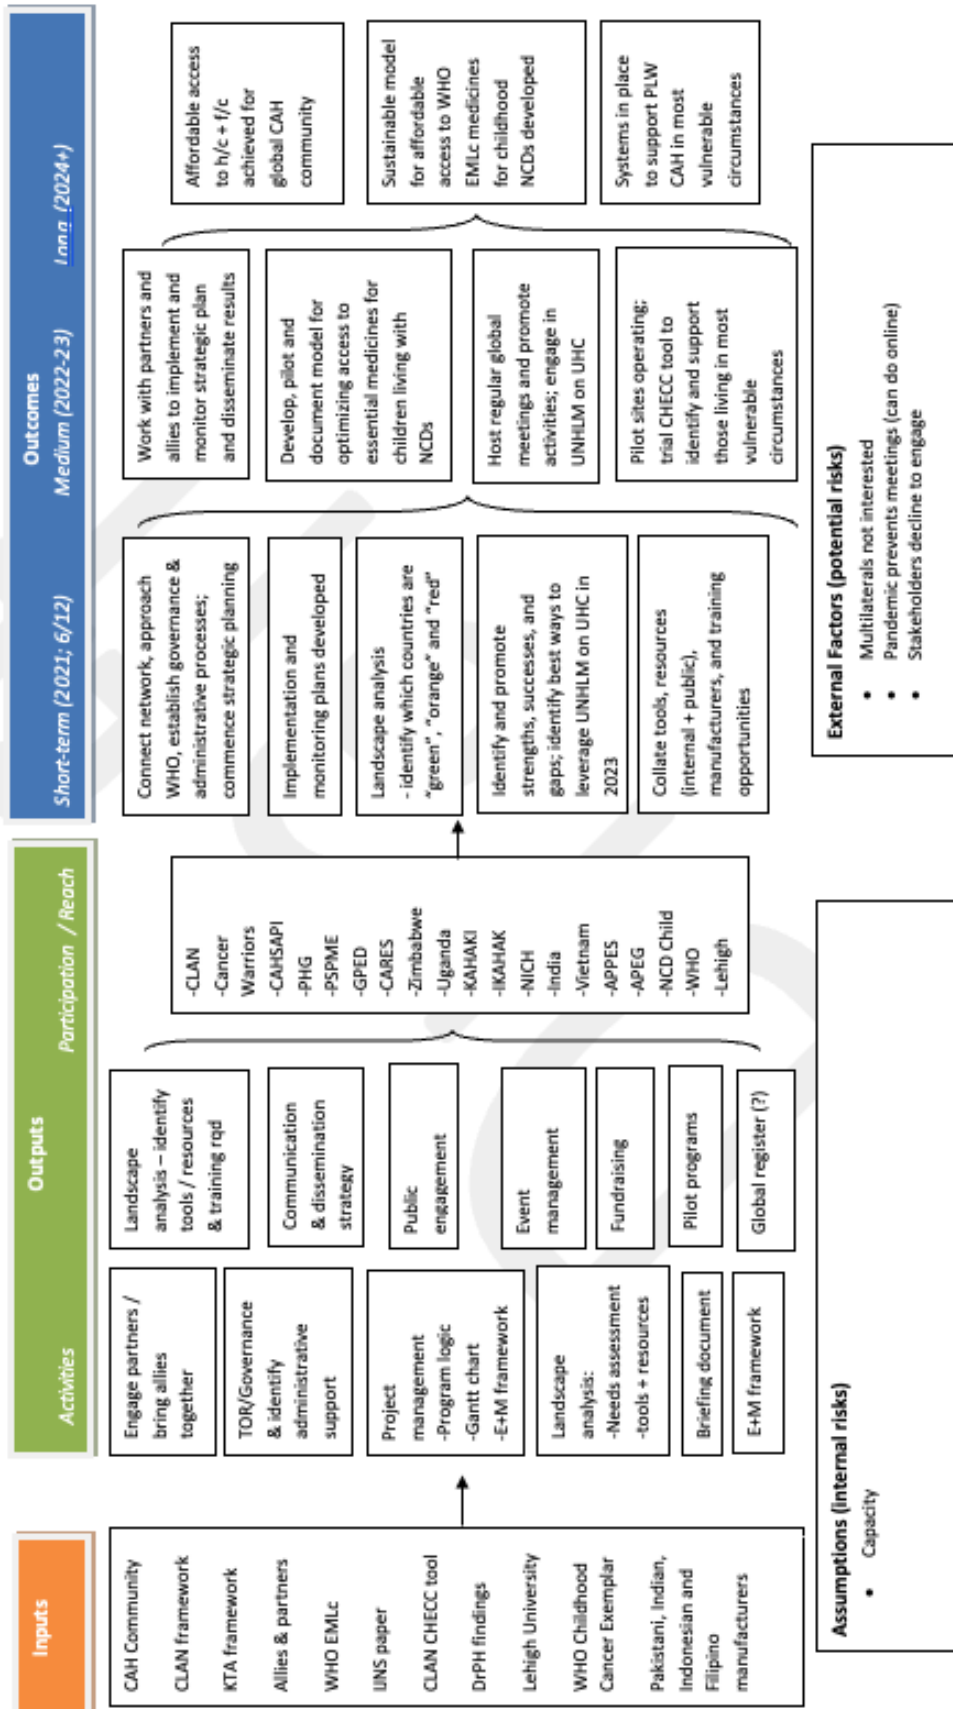 Inputs
CAH Community
CLAN framework
KTA framework
Allies & partners
WHO EMLc
IJNS paper
CLAN CHECC tool
DrPH findings
Lehigh University
WHO Childhood
Cancer Exemplar
Pakistani, Indian,
Indonesian and
Filipino
manufacturers
Outputs
Activities
Participation / Reach
Engage partners /
bring allies
together
TOR/Governance
& identify
administrative
support
Project
management
-Program logic
-Gantt chart
-E+M framework
Landscape
analysis:
-Needs assessment
-tools + resources
Briefing document
E+M framework
Landscape
analysis – identify
tools / resources
& training rqd
Communication
& dissemination
strategy
Public
engagement
Event
management
Fundraising
Pilot programs
Global register (?)
-CLAN
-Cancer
Warriors
-CAHSAPI
-PHG
-PSPME
-GPED
-CARES
-Zimbabwe
-Uganda
-KAHAKI
-IKAHAK
-NICH
-India
-Vietnam
-APPES
-APEG
-NCD Child
-WHO
-Lehigh
Outcomes
Short-term (2021; 6/12)
Medium (2022-23)
Long (2024+)
Connect network, approach
WHO, establish governance &
administrative processes;
commence strategic planning
Implementation and
monitoring plans developed
Landscape analysis
- identify which countries are
"green", "orange" and "red"
Identify and promote
strengths, successes, and
gaps; identify best ways to
leverage UNHLM on UHC in
2023
Collate tools, resources
(internal + public),
manufacturers, and training
opportunities
Work with partners and
allies to implement and
monitor strategic plan
and disseminate results
Develop, pilot and
document model for
optimizing access to
essential medicines for
children living with
NCDs
Host regular global
meetings and promote
activities; engage in
UNHLM on UHC
Pilot sites operating;
trial CHECC tool to
identify and support
those living in most
vulnerable
circumstances
Affordable access
to h/c + f/c
achieved for
global CAH
community
Sustainable model
for affordable
access to WHO
EMLc medicines
for childhood
NCDs developed
Systems in place
to support PLW
CAH in most
vulnerable
circumstances
Assumptions (internal risks)
• Capacity
External Factors (potential risks)
• Multilaterals not interested
• Pandemic prevents meetings (can do online)
• Stakeholders decline to engage